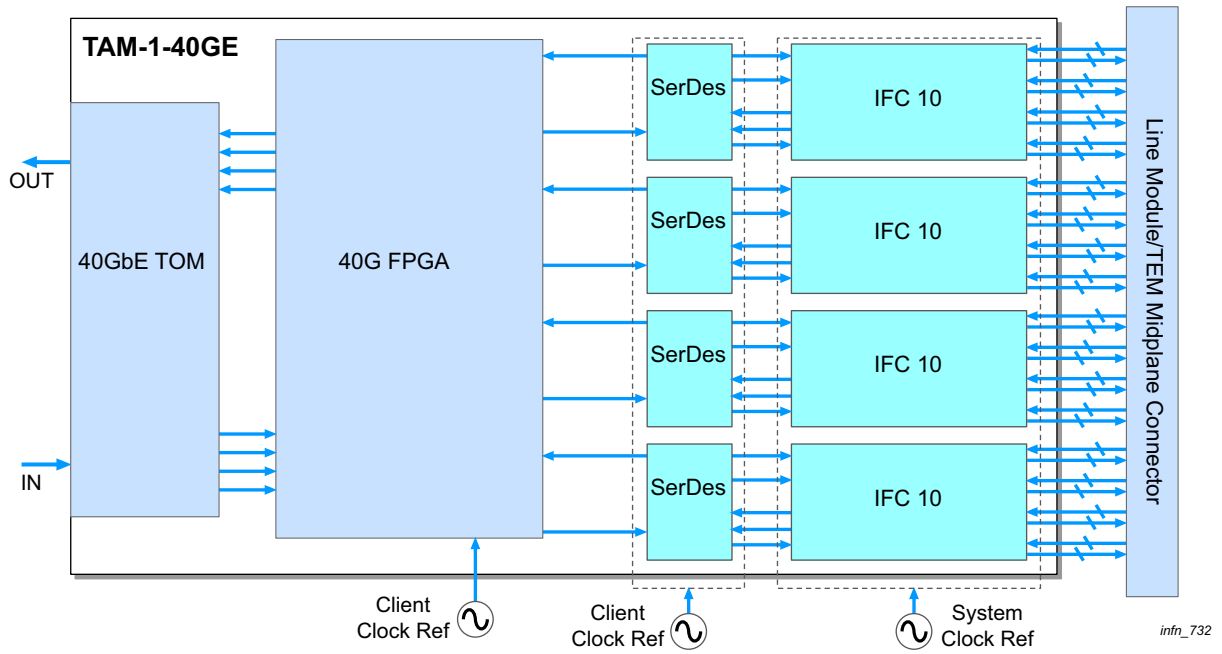 TAM-1-40GE
OUT
IN
40GbE TOM
40G FPGA
SerDes
IFC 10
SerDes
IFC 10
SerDes
IFC 10
SerDes
IFC 10
Line Module/TEM Midplane Connector
Client
Clock Ref
Client
Clock Ref
System
Clock Ref
infn_732